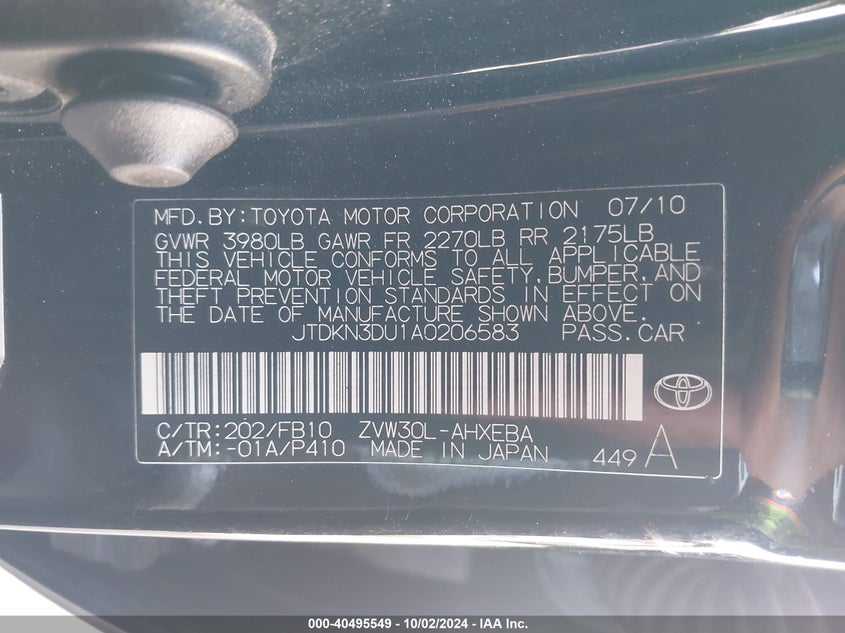 MFD. BY: TOYOTA MOTOR CORPORATION 07/10
GVWR 3980LB GAWR FR 2270LB RR 2175LB
THIS VEHICLE CONFORMS TO ALL APPLICABLE
FEDERAL MOTOR VEHICLE SAFETY, BUMPER, AND
THEFT PREVENTION STANDARDS IN EFFECT ON
THE DATE OF MANUFACTURE SHOWN ABOVE.
JTDKN3DU1A0206583 PASS. CAR
C/TR: 202/FB10 ZVW30L-AHXEBA
A/TM: -01A/P410 MADE IN JAPAN 449 A
000-40495549 - 10/02/2024 - IAA Inc.